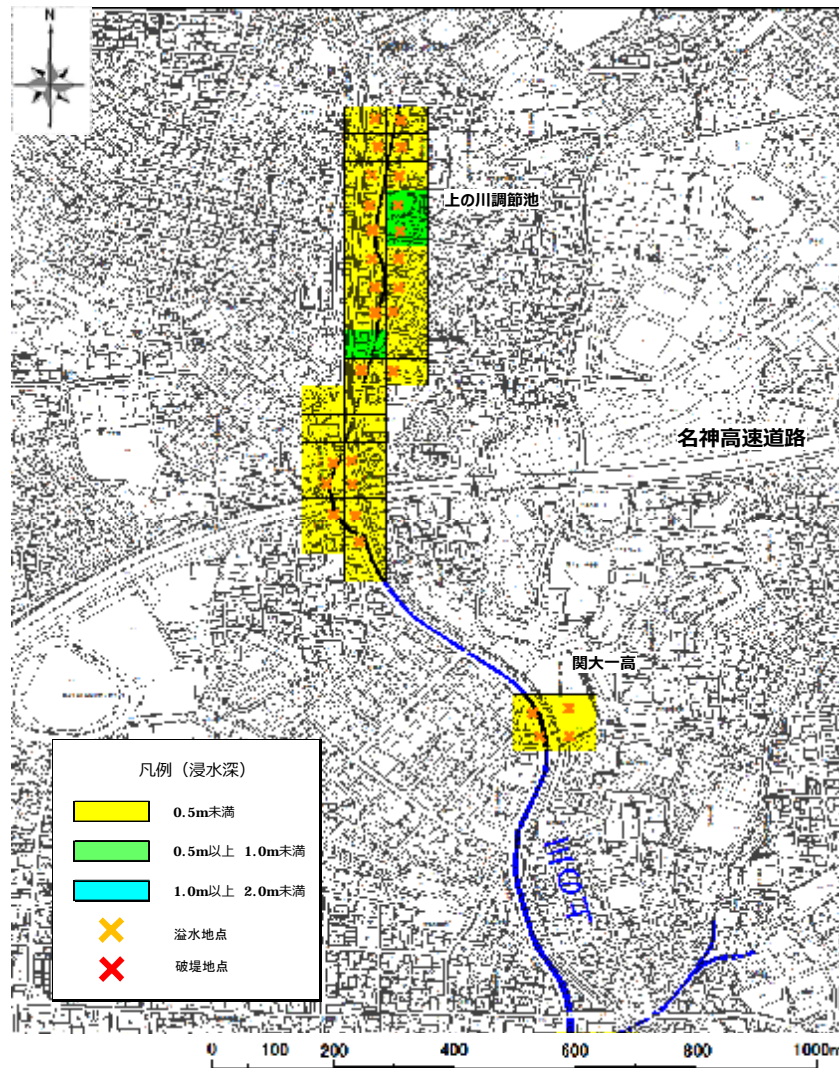 N
上の川調節池
名神高速道路
関大一高
凡例（浸水深）
0.5m未満
0.5m以上 1.0m未満
1.0m以上 2.0m未満
溢水地点
破堤地点
上の川
0 100 200 400 600 800 1000m